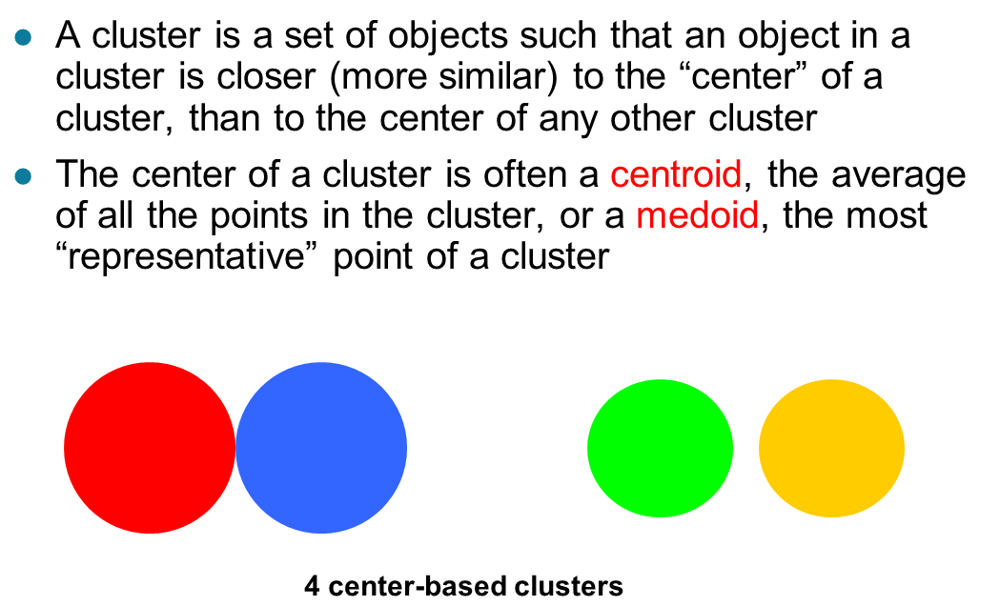 ● A cluster is a set of objects such that an object in a
cluster is closer (more similar) to the “center” of a
cluster, than to the center of any other cluster
● The center of a cluster is often a centroid, the average
of all the points in the cluster, or a medoid, the most
“representative” point of a cluster
4 center-based clusters